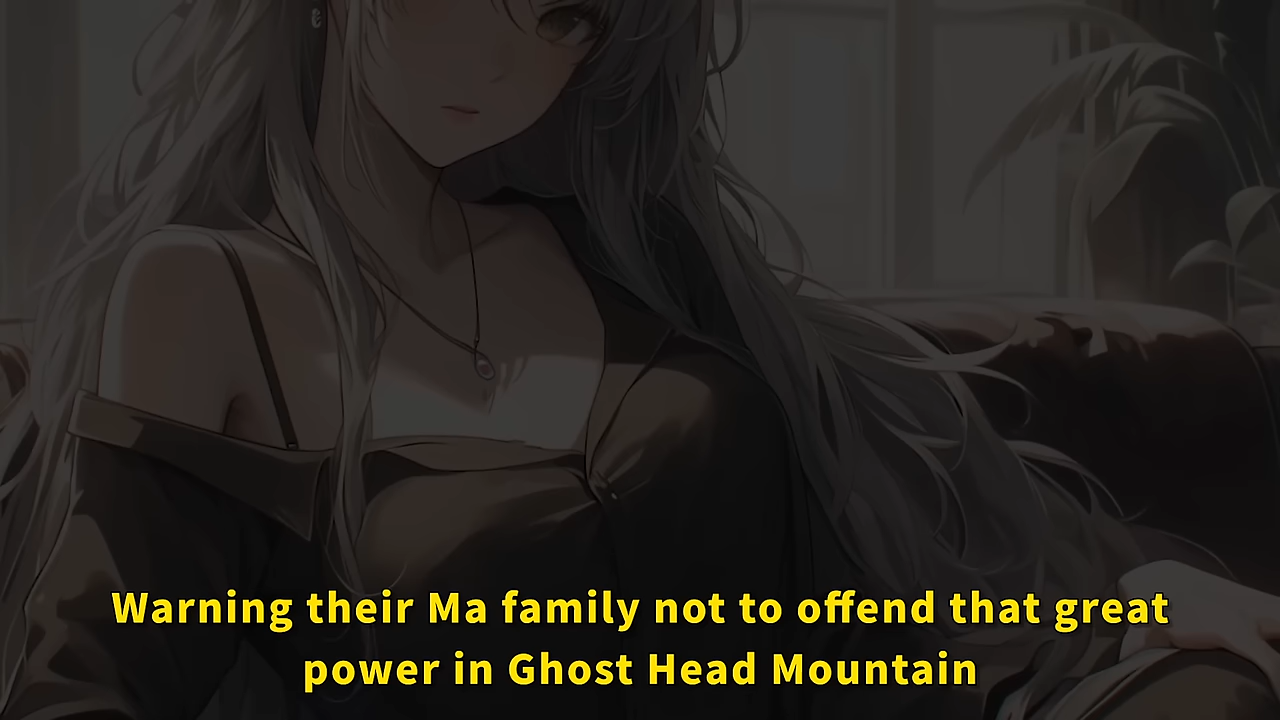 Warning their Ma family not to offend that great
power in Ghost Head Mountain